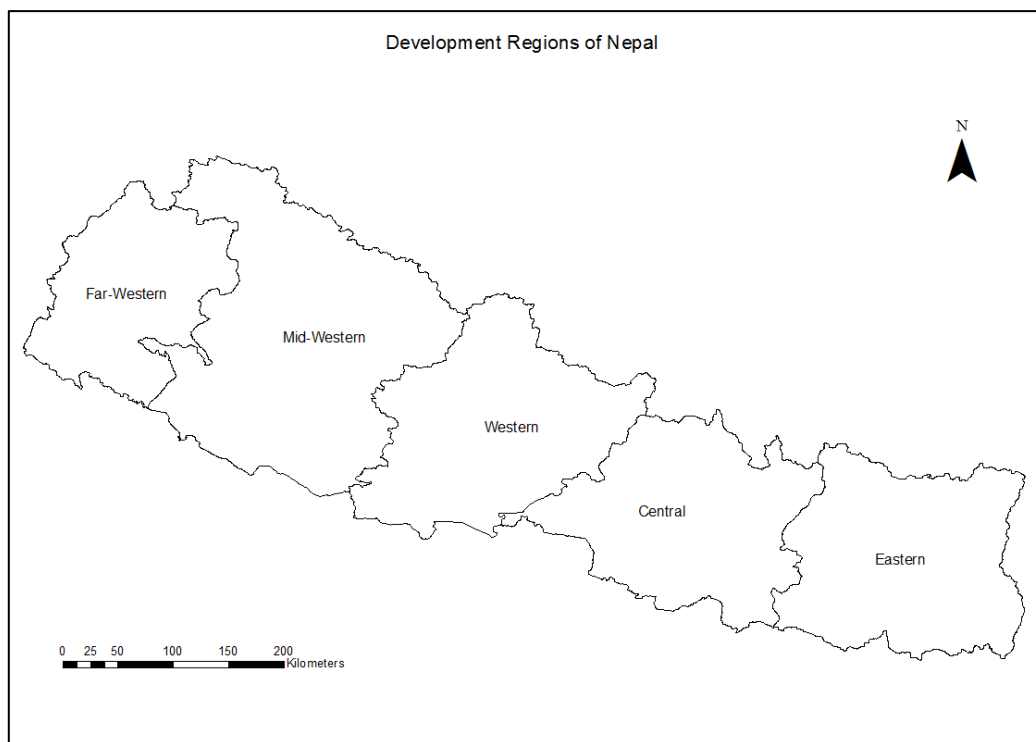 Development Regions of Nepal
N
Far-Western
Mid-Western
Western
Central
Eastern
0 25 50 100 150 200
Kilometers